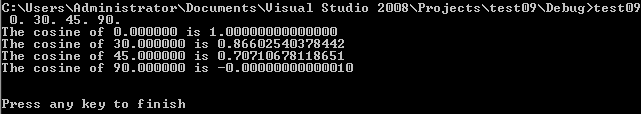 C:\Users\Administrator\Documents\Visual Studio 2008\Projects\test09\Debug>test09
0. 30. 45. 90.
The cosine of 0.000000 is 1.00000000000000
The cosine of 30.000000 is 0.86602540378442
The cosine of 45.000000 is 0.70710678118651
The cosine of 90.000000 is -0.00000000000010
Press any key to finish